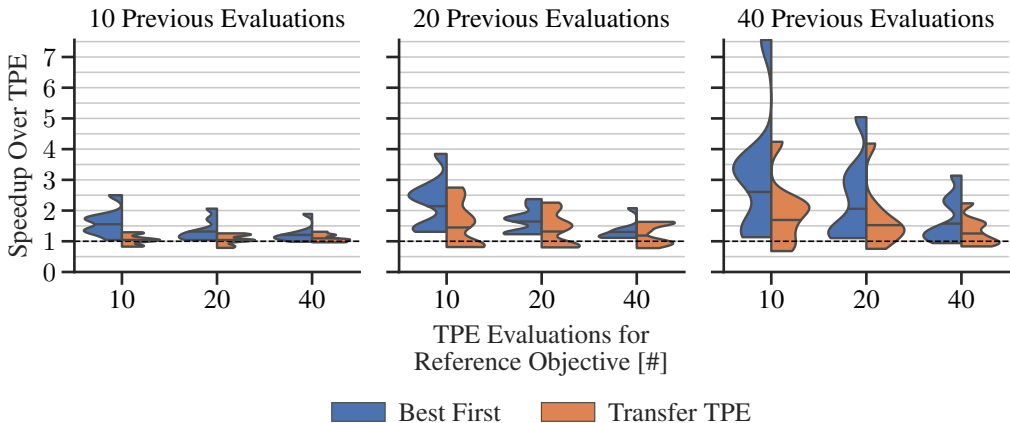 10 Previous Evaluations
20 Previous Evaluations
40 Previous Evaluations
Speedup Over TPE
7
6
5
4
3
2
1
0
10
20
40
10
20
40
10
20
40
TPE Evaluations for
Reference Objective [#]
Best First
Transfer TPE